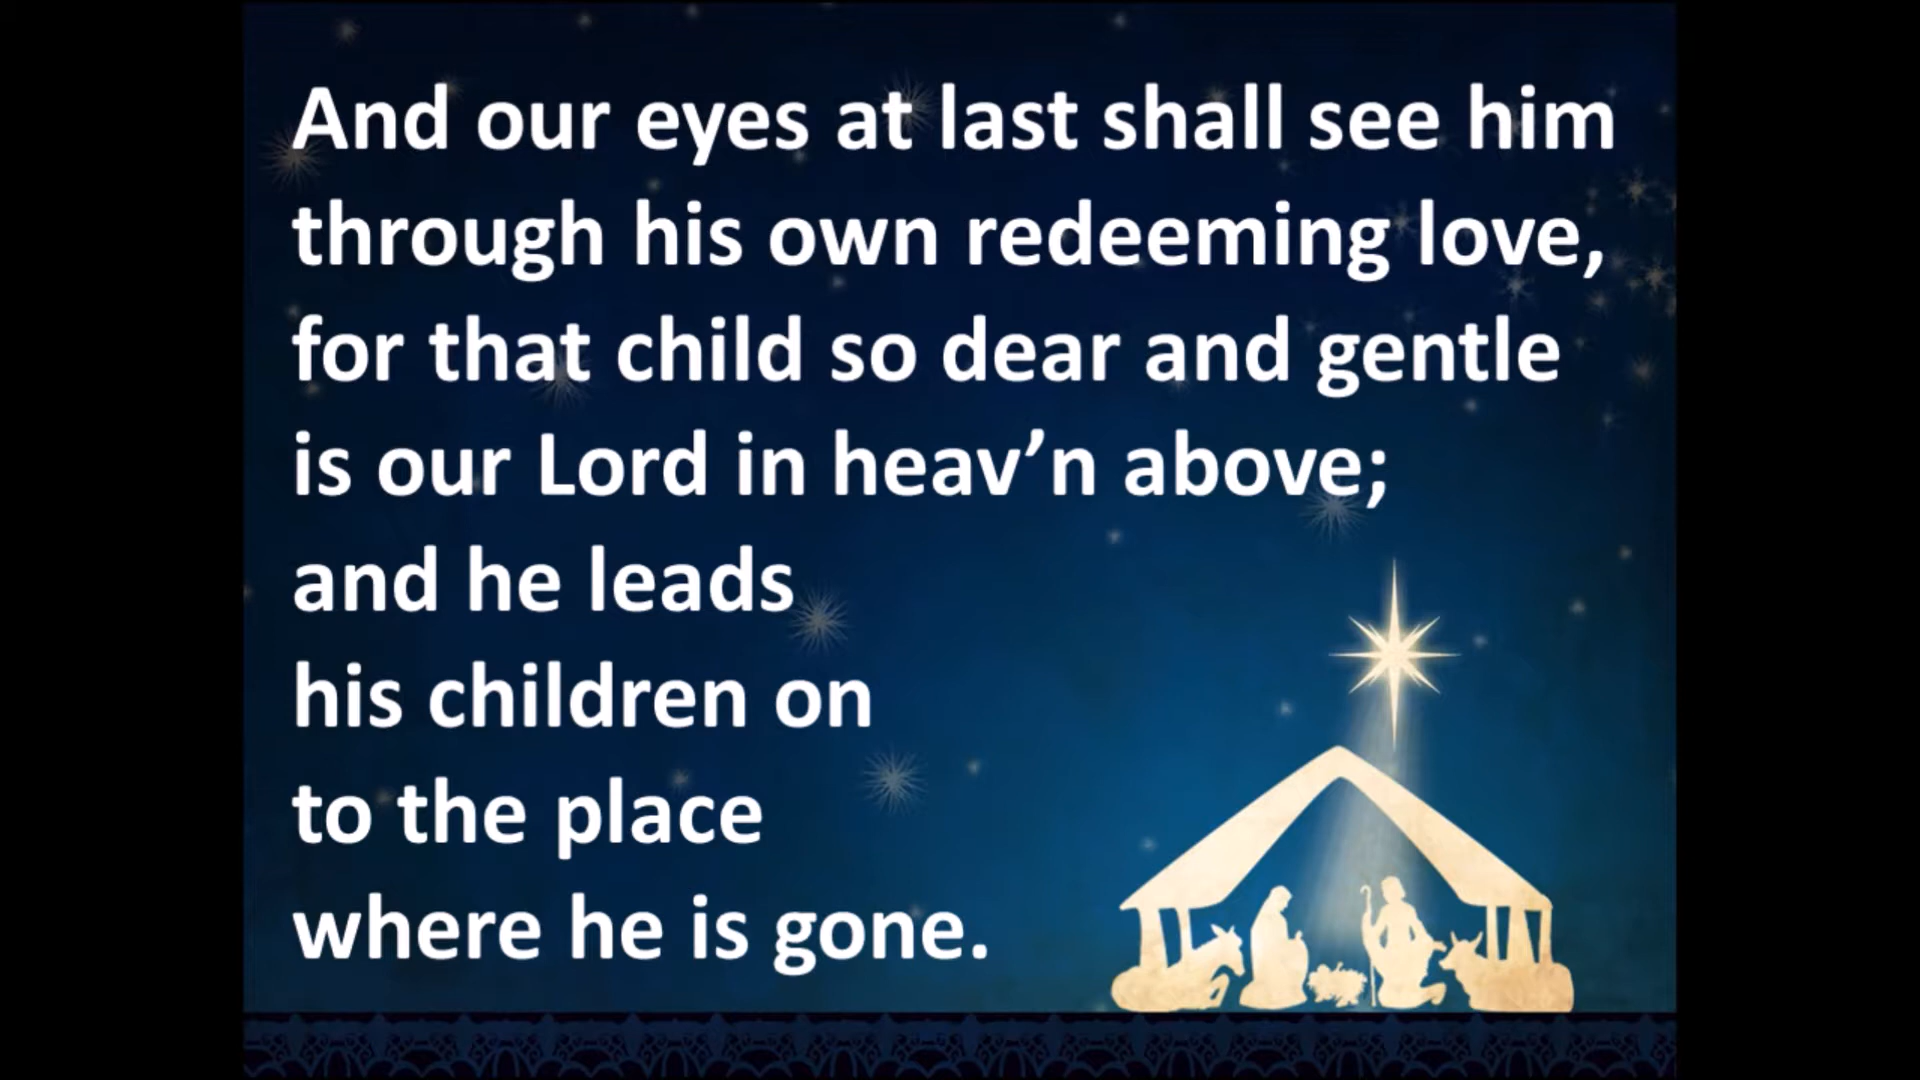 And our eyes at last shall see him
through his own redeeming love,
for that child so dear and gentle
is our Lord in heav’n above;
and he leads
his children on
to the place
where he is gone.